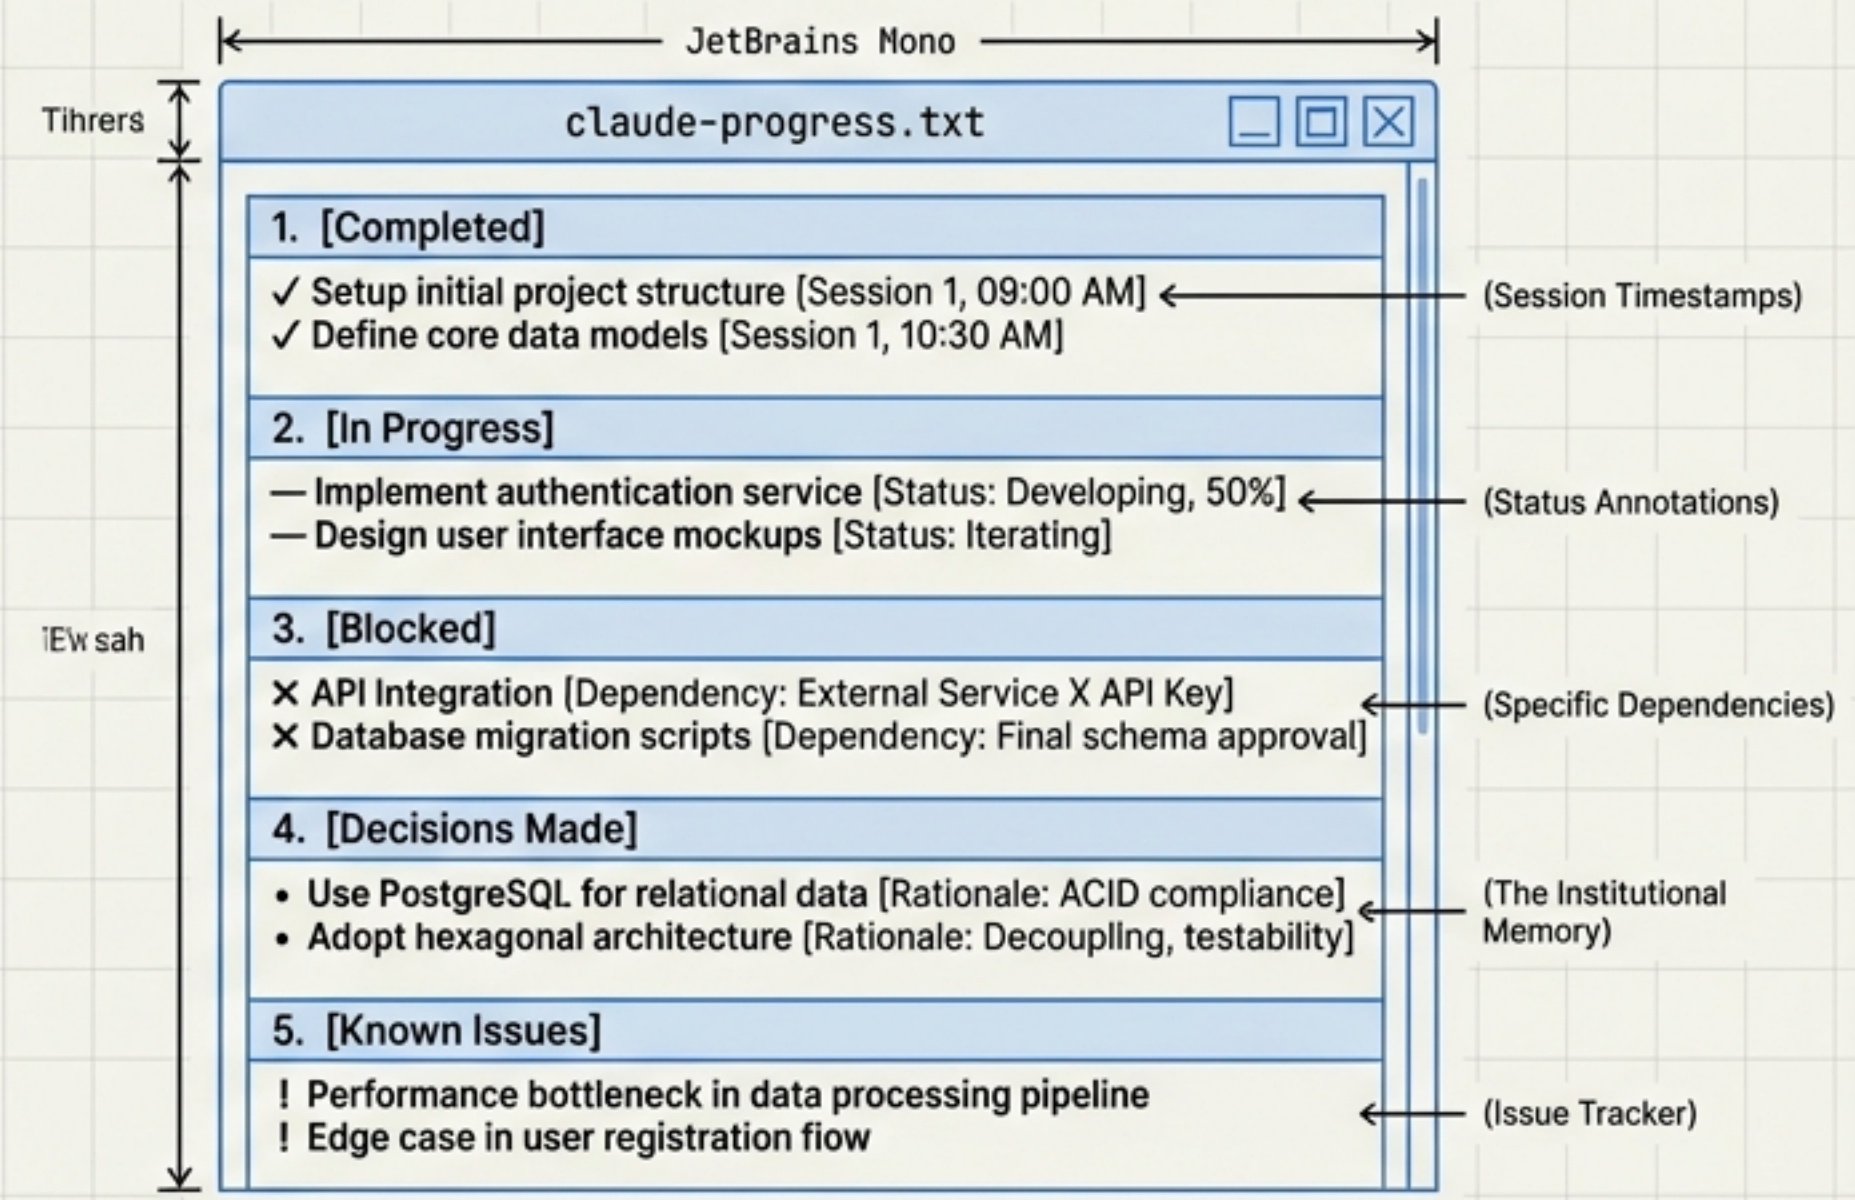 JetBrains Mono
Tihrers
claude-progress.txt
1. [Completed]
✓ Setup initial project structure [Session 1, 09:00 AM]
(Session Timestamps)
✓ Define core data models [Session 1, 10:30 AM]
2. [In Progress]
— Implement authentication service [Status: Developing, 50%]
(Status Annotations)
— Design user interface mockups [Status: Iterating]
3. [Blocked]
sah
✕ API Integration [Dependency: External Service X API Key]
(Specific Dependencies)
✕ Database migration scripts [Dependency: Final schema approval]
4. [Decisions Made]
• Use PostgreSQL for relational data [Rationale: ACID compliance]
(The Institutional
Memory)
• Adopt hexagonal architecture [Rationale: Decoupling, testability]
5. [Known Issues]
! Performance bottleneck in data processing pipeline
(Issue Tracker)
! Edge case in user registration flow